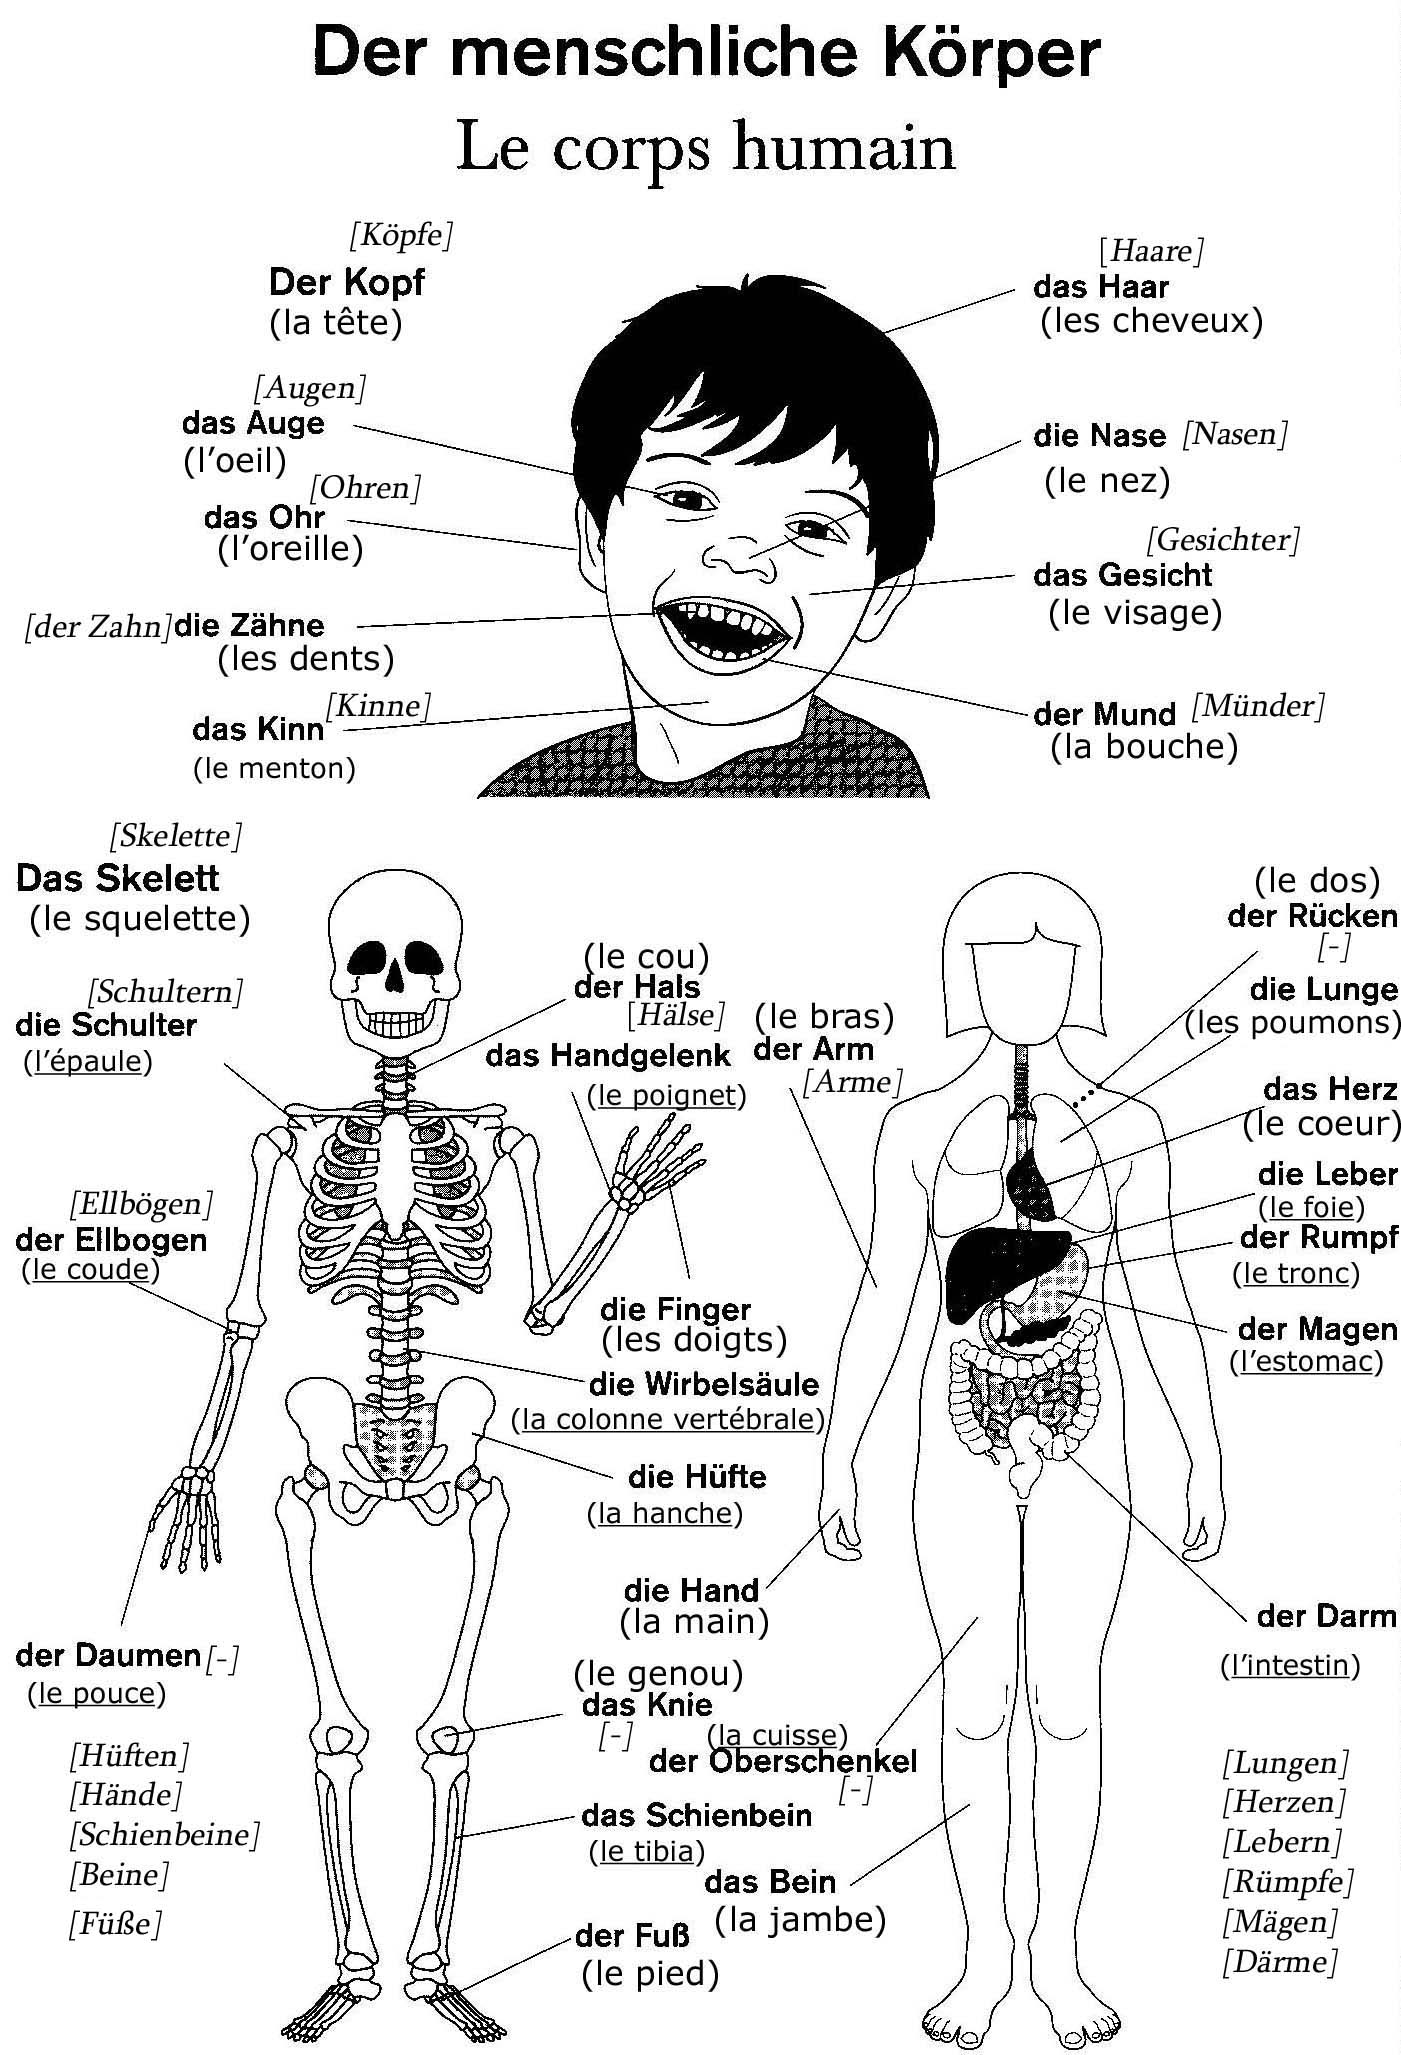 Der menschliche Körper
Le corps humain
[Köpfe]
Der Kopf
(la tête)
[Augen]
das Auge
(l'oeil)
[Ohren]
das Ohr
(l'oreille)
[der Zahn] die Zähne
(les dents)
[Kinne]
das Kinn
(le menton)
[Haare]
das Haar
(les cheveux)
die Nase [Nasen]
(le nez)
[Gesichter]
das Gesicht
(le visage)
der Mund [Münder]
(la bouche)
[Skelette]
Das Skelett
(le squelette)
[Schultern]
die Schulter
(l'épaule)
[Ellbögen]
der Ellbogen
(le coude)
der Daumen [-]
(le pouce)
[Hüften]
[Hände]
[Schienbeine]
[Beine]
[Füße]
(le cou)
der Hals
[Hälse]
das Handgelenk
(le poignet)
die Finger
(les doigts)
die Wirbelsäule
(la colonne vertébrale)
die Hüfte
(la hanche)
die Hand
(la main)
(le genou)
das Knie
[-]
(la cuisse)
der Oberschenkel
[-]
das Schienbein
(le tibia)
das Bein
(la jambe)
der Fuß
(le pied)
(le bras)
der Arm
[Arme]
(le dos)
der Rücken
[-]
die Lunge
(les poumons)
das Herz
(le coeur)
die Leber
(le foie)
der Rumpf
(le tronc)
der Magen
(l'estomac)
der Darm
(l'intestin)
[Lungen]
[Herzen]
[Lebern]
[Rümpfe]
[Mägen]
[Därme]